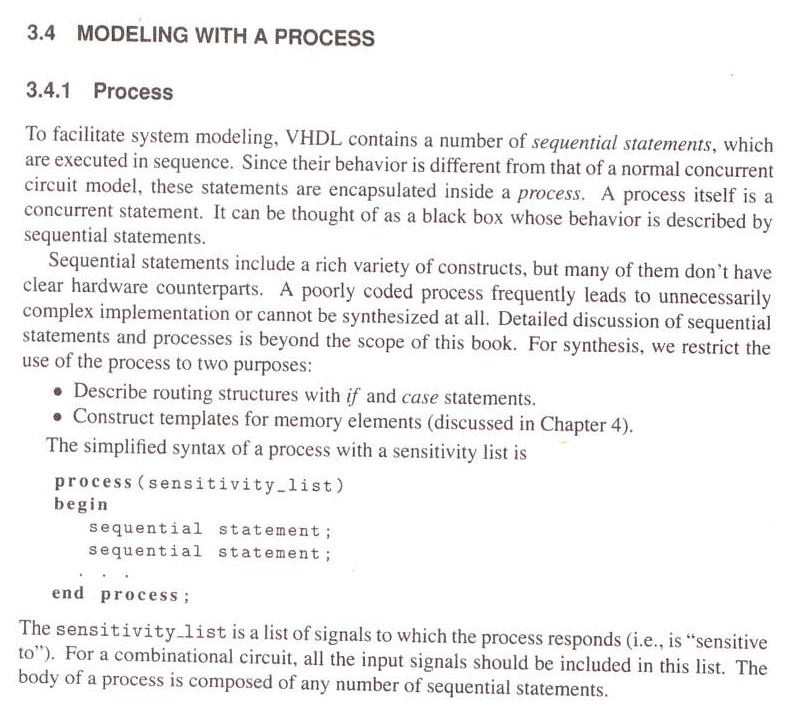 3.4 MODELING WITH A PROCESS
3.4.1 Process
To facilitate system modeling, VHDL contains a number of sequential statements, which
are executed in sequence. Since their behavior is different from that of a normal concurrent
circuit model, these statements are encapsulated inside a process. A process itself is a
concurrent statement. It can be thought of as a black box whose behavior is described by
sequential statements.
Sequential statements include a rich variety of constructs, but many of them don't have
clear hardware counterparts. A poorly coded process frequently leads to unnecessarily
complex implementation or cannot be synthesized at all. Detailed discussion of sequential
statements and processes is beyond the scope of this book. For synthesis, we restrict the
use of the process to two purposes:
• Describe routing structures with if and case statements.
• Construct templates for memory elements (discussed in Chapter 4).
The simplified syntax of a process with a sensitivity list is
process(sensitivity_list)
begin
sequential statement;
sequential statement;
. . .
end process;
The sensitivity_list is a list of signals to which the process responds (i.e., is "sensitive
to"). For a combinational circuit, all the input signals should be included in this list. The
body of a process is composed of any number of sequential statements.